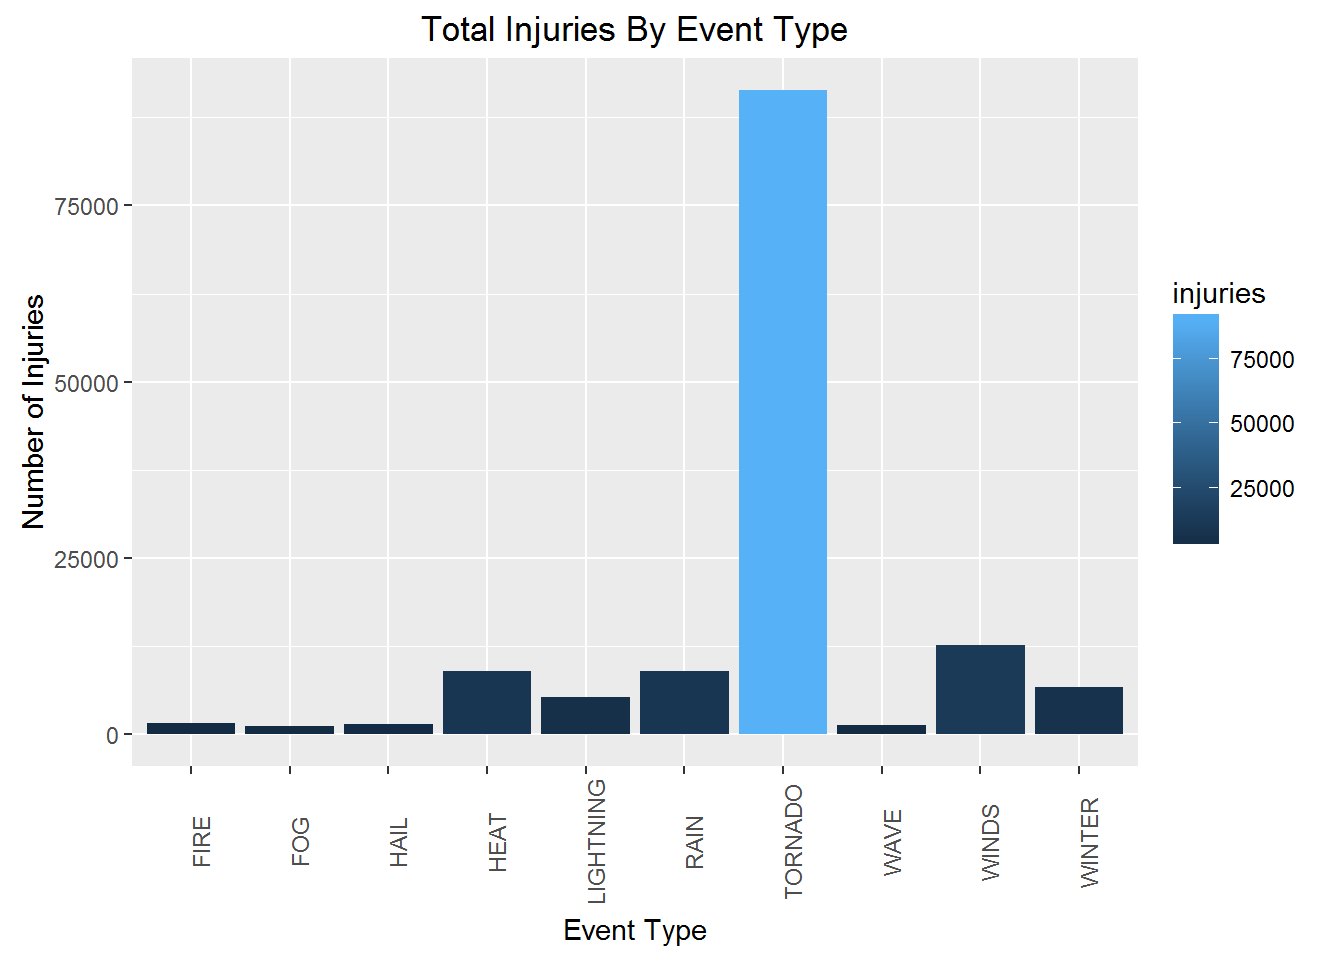 Total Injuries By Event Type
Number of Injuries
75000
50000
25000
0
FIRE
FOG
HAIL
HEAT
LIGHTNING
RAIN
TORNADO
WAVE
WINDS
WINTER
Event Type
injuries
75000
50000
25000